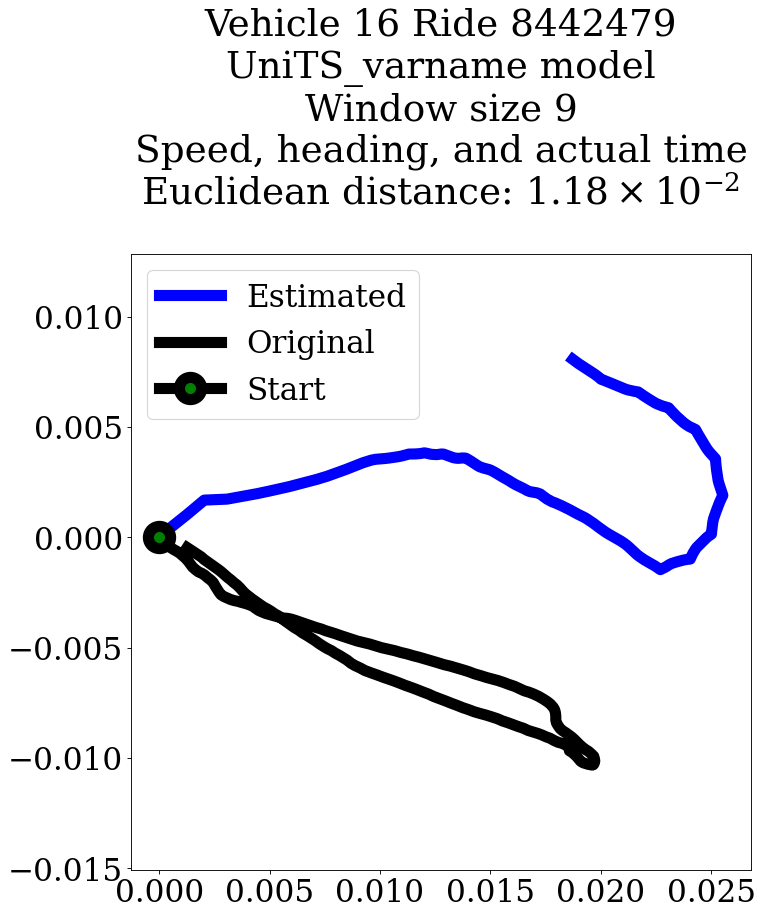 Vehicle 16 Ride 8442479
UniTS_varname model
Window size 9
Speed, heading, and actual time
Euclidean distance: 1.18 × 10⁻²
Estimated
Original
Start
0.010
0.005
0.000
−0.005
−0.010
−0.015
0.000 0.005 0.010 0.015 0.020 0.025